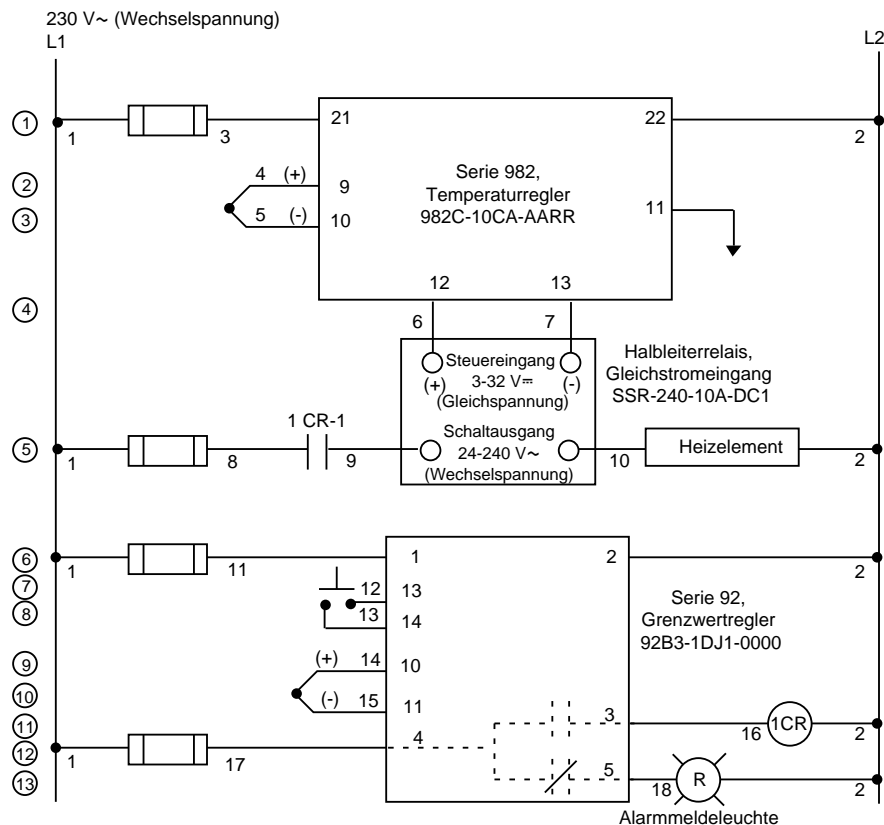 230 V~ (Wechselspannung)
L1
L2
1
1
3
21
22
2
2
4 (+)
9
Serie 982,
Temperaturregler
982C-10CA-AARR
3
5 (-)
10
11
12
13
4
6
7
Steuereingang
3-32 V⎓
(Gleichspannung)
(+)
(-)
Halbleiterrelais,
Gleichstromeingang
SSR-240-10A-DC1
5
1
8
1 CR-1
9
Schaltausgang
24-240 V~
(Wechselspannung)
10
Heizelement
2
6
1
11
1
2
2
7
12
13
8
13
14
Serie 92,
Grenzwertregler
92B3-1DJ1-0000
9
(+) 14
10
10
(-) 15
11
11
3
16
1CR
2
12
1
17
4
13
5
18
R
2
Alarmmeldeleuchte